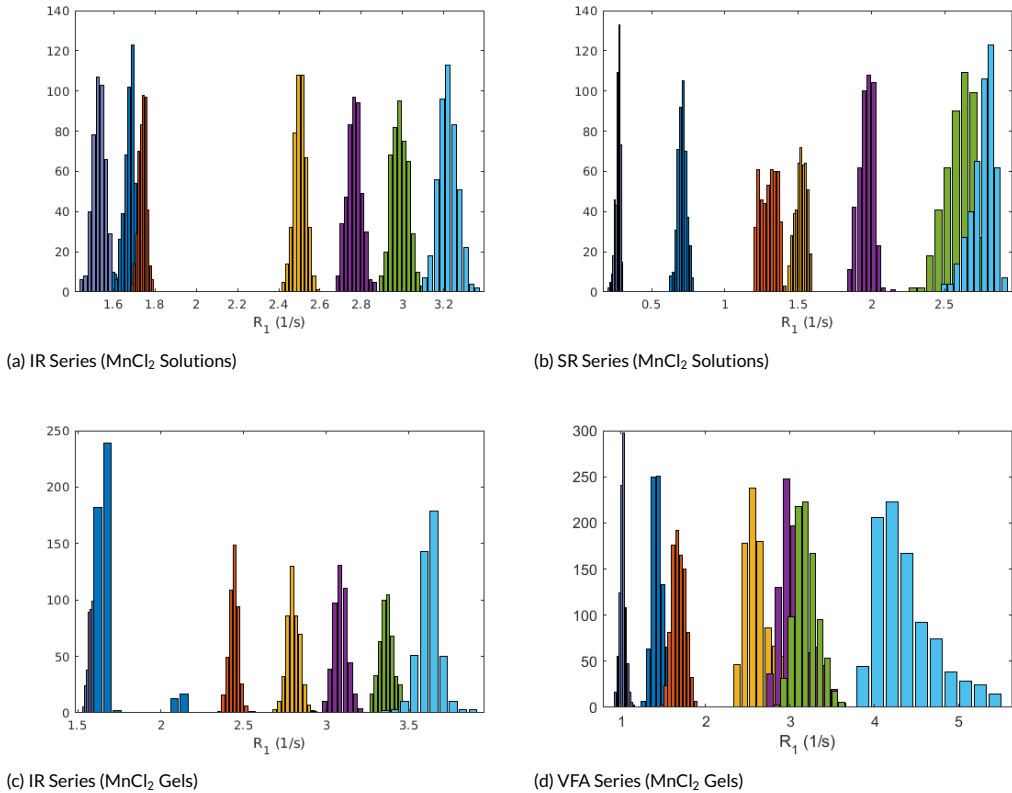 140
120
100
80
60
40
20
0
1.6 1.8 2 2.2 2.4 2.6 2.8 3 3.2
R1 (1/s)
(a) IR Series (MnCl2 Solutions)
140
120
100
80
60
40
20
0
0.5 1 1.5 2 2.5
R1 (1/s)
(b) SR Series (MnCl2 Solutions)
250
200
150
100
50
0
1.5 2 2.5 3 3.5
R1 (1/s)
(c) IR Series (MnCl2 Gels)
300
250
200
150
100
50
0
1 2 3 4 5
R1 (1/s)
(d) VFA Series (MnCl2 Gels)